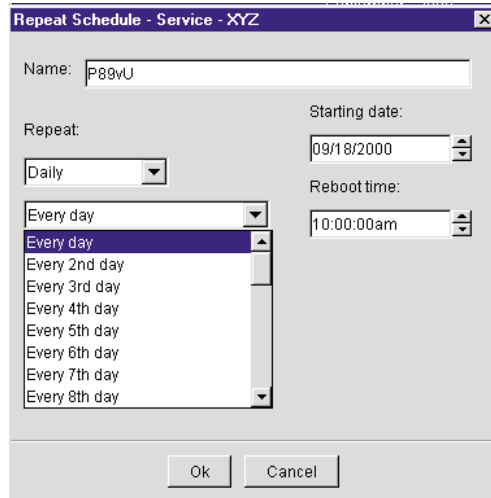 Repeat Schedule - Service - XYZ
Name: P89vU
Repeat:
Daily
Every day
Every day
Every 2nd day
Every 3rd day
Every 4th day
Every 5th day
Every 6th day
Every 7th day
Every 8th day
Starting date:
09/18/2000
Reboot time:
10:00:00am
Ok Cancel